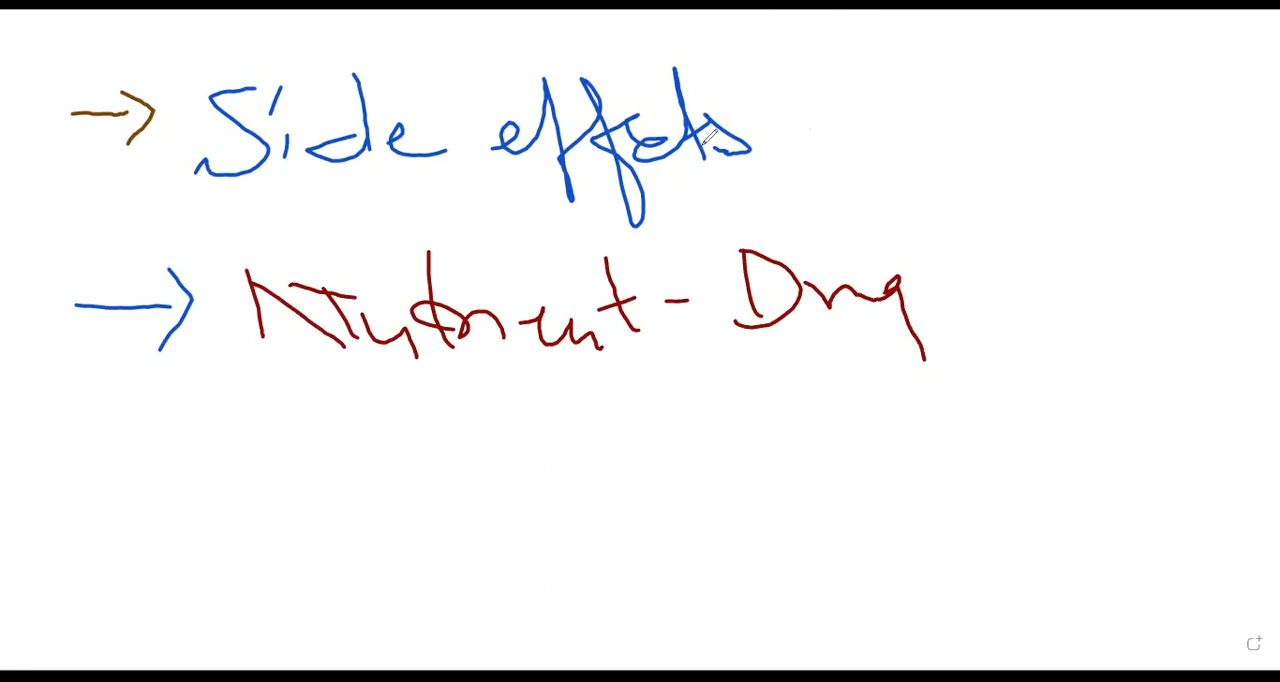 → Side effects
→ Nutrient - Drug